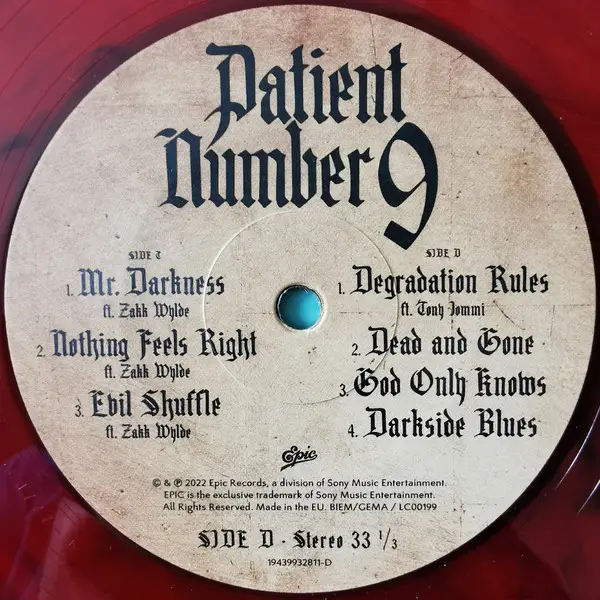 Patient
Number 9
SIDE C
1. Mr. Darkness
ft. Zakk Wylde
2. Nothing Feels Right
ft. Zakk Wylde
3. Evil Shuffle
ft. Zakk Wylde
SIDE D
1. Degradation Rules
ft. Tony Iommi
2. Dead and Gone
3. God Only Knows
4. Darkside Blues
Epic
© & ℗ 2022 Epic Records, a division of Sony Music Entertainment.
EPIC is the exclusive trademark of Sony Music Entertainment.
All Rights Reserved. Made in the EU. BIEM/GEMA / LC00199
SIDE D - Stereo 33 1/3
19439932811-D